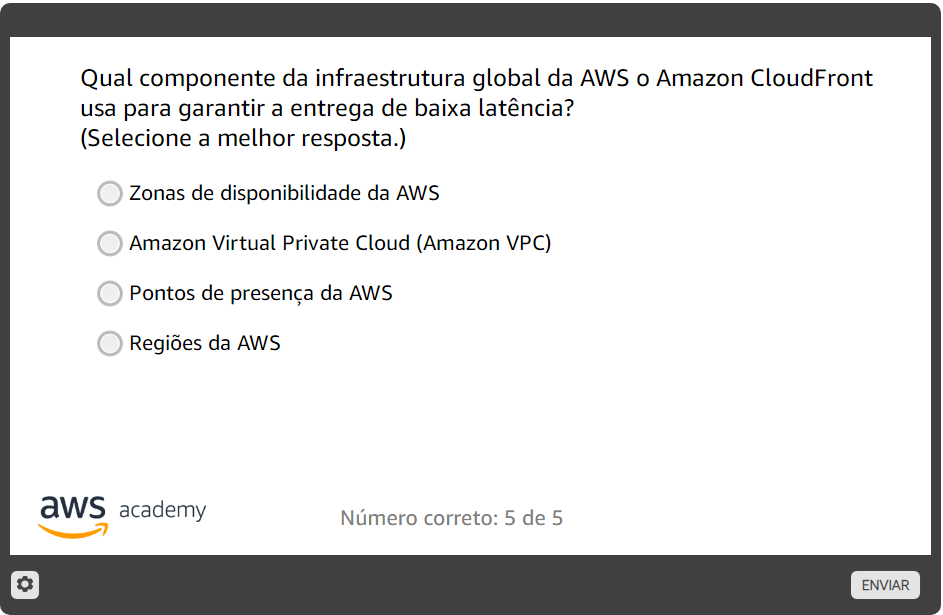 Qual componente da infraestrutura global da AWS o Amazon CloudFront
usa para garantir a entrega de baixa latência?
(Selecione a melhor resposta.)
Zonas de disponibilidade da AWS
Amazon Virtual Private Cloud (Amazon VPC)
Pontos de presença da AWS
Regiões da AWS
aws academy
Número correto: 5 de 5
ENVIAR